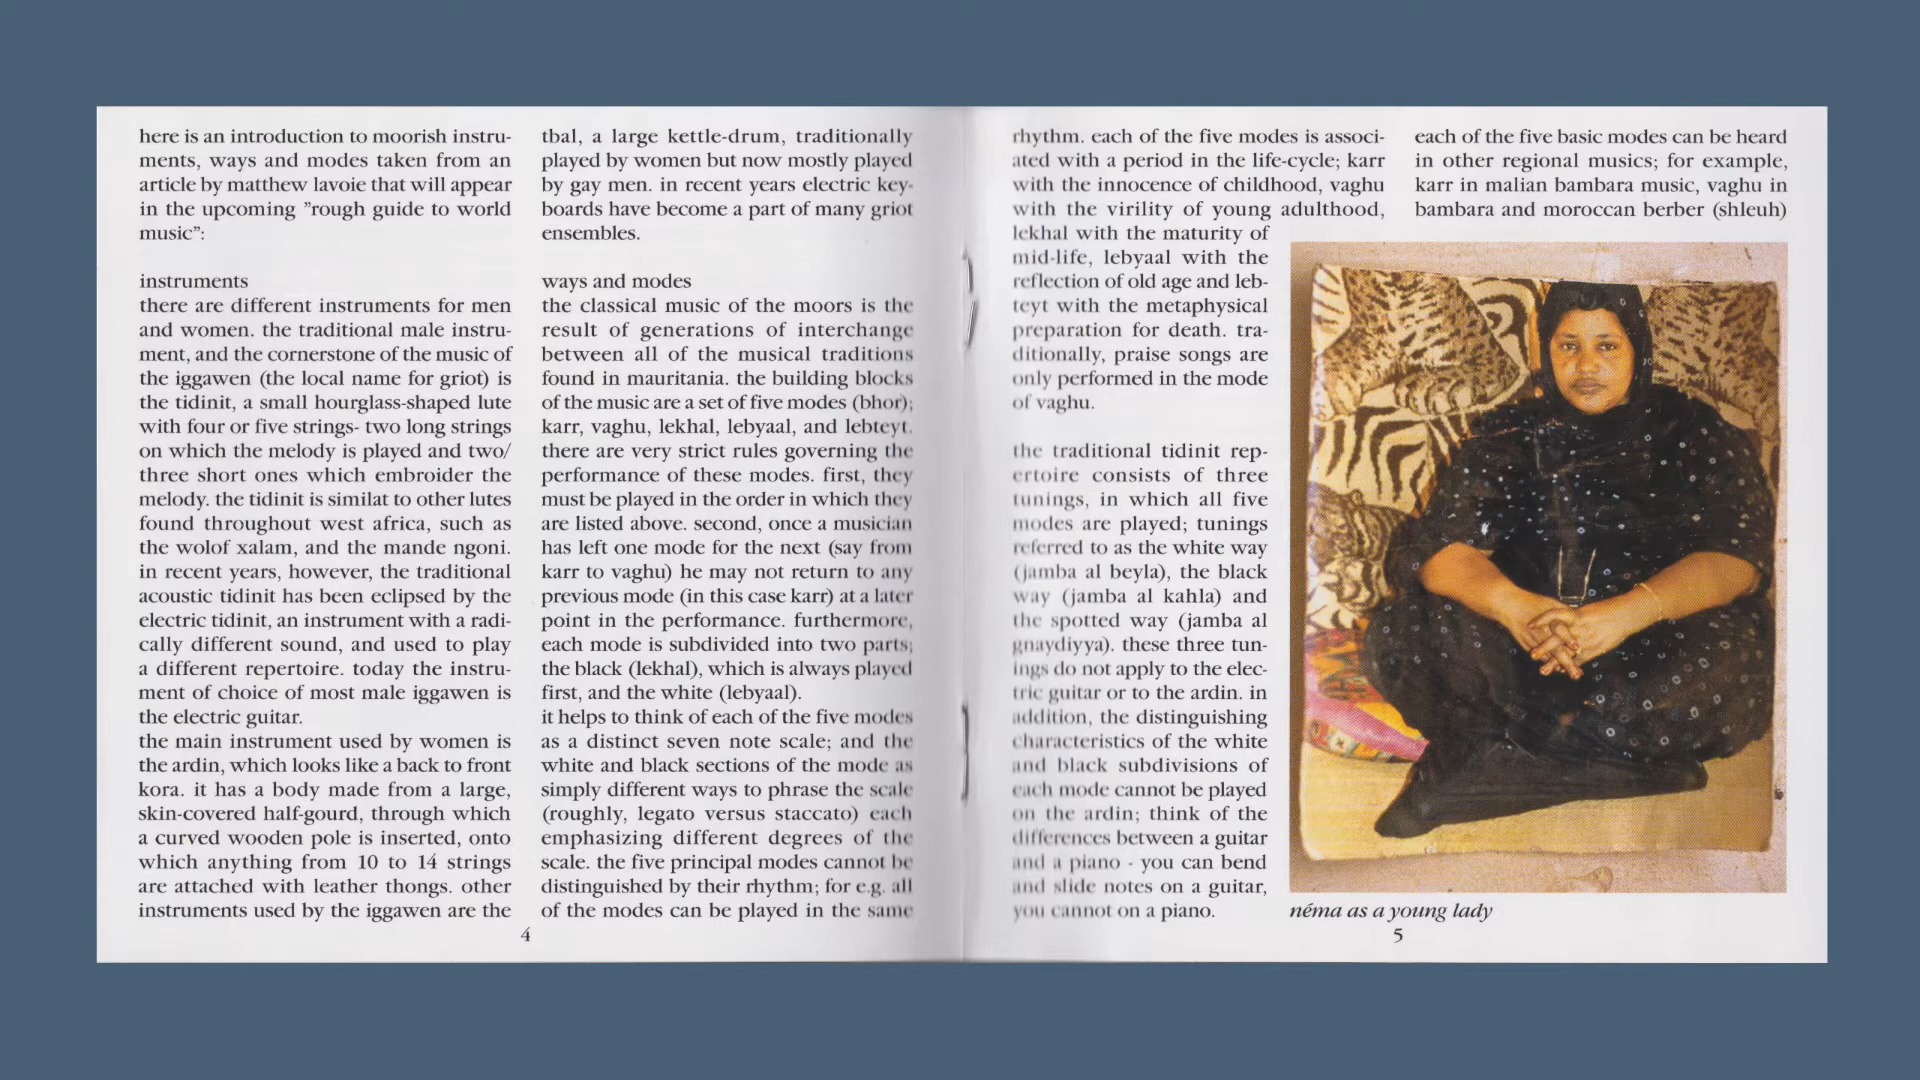 here is an introduction to moorish instru-
ments, ways and modes taken from an
article by matthew lavoie that will appear
in the upcoming "rough guide to world
music":
instruments
there are different instruments for men
and women. the traditional male instru-
ment, and the cornerstone of the music of
the iggawen (the local name for griot) is
the tidinit, a small hourglass-shaped lute
with four or five strings- two long strings
on which the melody is played and two/
three short ones which embroider the
melody. the tidinit is similat to other lutes
found throughout west africa, such as
the wolof xalam, and the mande ngoni.
in recent years, however, the traditional
acoustic tidinit has been eclipsed by the
electric tidinit, an instrument with a radi-
cally different sound, and used to play
a different repertoire. today the instru-
ment of choice of most male iggawen is
the electric guitar.
the main instrument used by women is
the ardin, which looks like a back to front
kora. it has a body made from a large,
skin-covered half-gourd, through which
a curved wooden pole is inserted, onto
which anything from 10 to 14 strings
are attached with leather thongs. other
instruments used by the iggawen are the
tbal, a large kettle-drum, traditionally
played by women but now mostly played
by gay men. in recent years electric key-
boards have become a part of many griot
ensembles.
ways and modes
the classical music of the moors is the
result of generations of interchange
between all of the musical traditions
found in mauritania. the building blocks
of the music are a set of five modes (bhor);
karr, vaghu, lekhal, lebyaal, and lebteyt.
there are very strict rules governing the
performance of these modes. first, they
must be played in the order in which they
are listed above. second, once a musician
has left one mode for the next (say from
karr to vaghu) he may not return to any
previous mode (in this case karr) at a later
point in the performance. furthermore,
each mode is subdivided into two parts;
the black (lekhal), which is always played
first, and the white (lebyaal).
it helps to think of each of the five modes
as a distinct seven note scale; and the
white and black sections of the mode as
simply different ways to phrase the scale
(roughly, legato versus staccato) each
emphasizing different degrees of the
scale. the five principal modes cannot be
distinguished by their rhythm; for e.g. all
of the modes can be played in the same
4
rhythm. each of the five modes is associ-
ated with a period in the life-cycle; karr
with the innocence of childhood, vaghu
with the virility of young adulthood,
lekhal with the maturity of
mid-life, lebyaal with the
reflection of old age and leb-
teyt with the metaphysical
preparation for death. tra-
ditionally, praise songs are
only performed in the mode
of vaghu.
the traditional tidinit rep-
ertoire consists of three
tunings, in which all five
modes are played; tunings
referred to as the white way
(jamba al beyla), the black
way (jamba al kahla) and
the spotted way (jamba al
gnaydiyya). these three tun-
ings do not apply to the elec-
tric guitar or to the ardin. in
addition, the distinguishing
characteristics of the white
and black subdivisions of
each mode cannot be played
on the ardin; think of the
differences between a guitar
and a piano - you can bend
and slide notes on a guitar,
you cannot on a piano.
each of the five basic modes can be heard
in other regional musics; for example,
karr in malian bambara music, vaghu in
bambara and moroccan berber (shleuh)
néma as a young lady
5